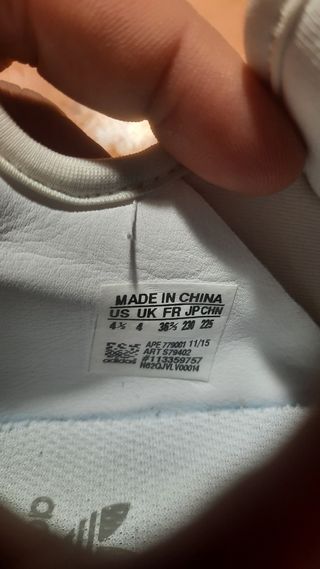 MADE IN CHINA
US UK FR JP CHN
4½ 4 36⅔ 230 225
APE 779001 11/15
ART S79402
#113359757
adidas N62QJVLV00014